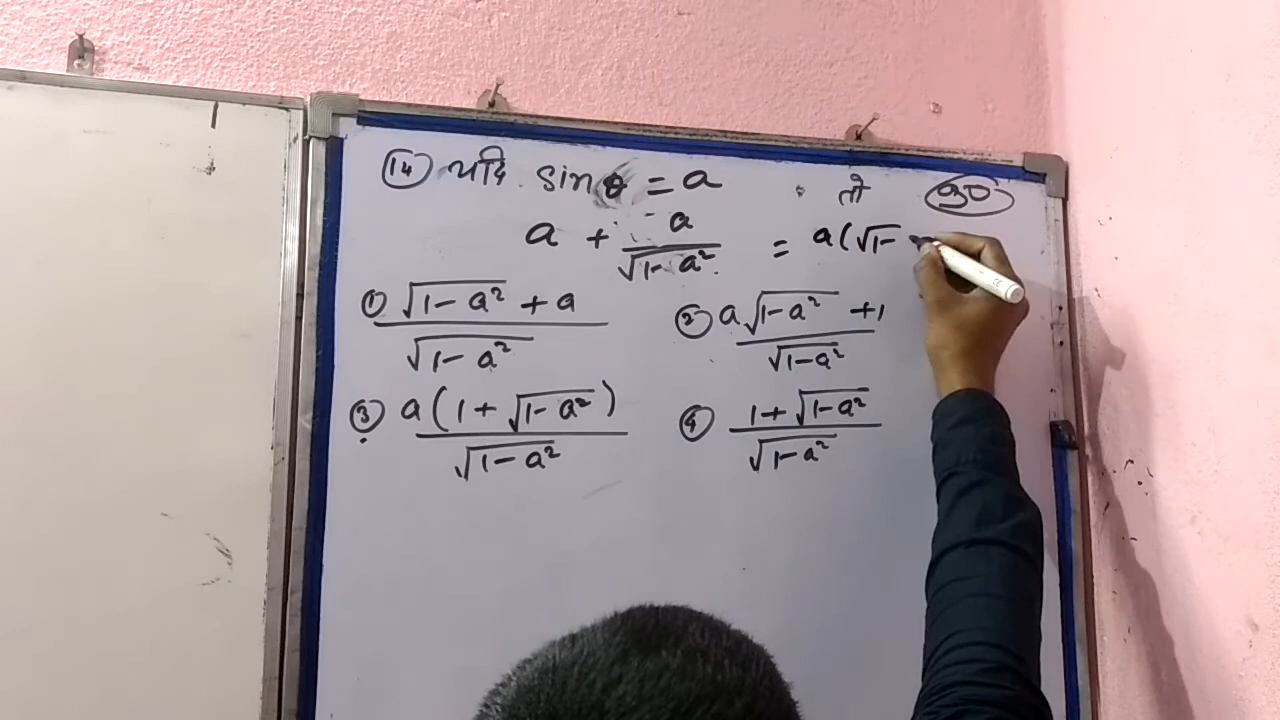 14 यदि sinθ = a तो
a + a/√1-a² = a(√1-
① √1-a² + a / √1-a² ② a√1-a² + 1 / √1-a²
③ a(1 + √1-a²) / √1-a² ④ 1 + √1-a² / √1-a²